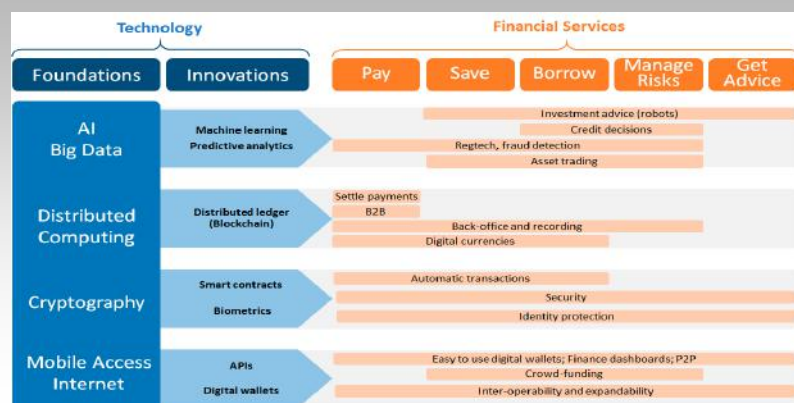 Technology
Financial Services
Foundations
Innovations
Pay
Save
Borrow
Manage
Risks
Get
Advice
AI
Big Data
Machine learning
Predictive analytics
Investment advice (robots)
Credit decisions
Regtech, fraud detection
Asset trading
Distributed
Computing
Distributed ledger
(Blockchain)
Settle payments
B2B
Back-office and recording
Digital currencies
Cryptography
Smart contracts
Biometrics
Automatic transactions
Security
Identity protection
Mobile Access
Internet
APIs
Digital wallets
Easy to use digital wallets; Finance dashboards; P2P
Crowd-funding
Inter-operability and expandability